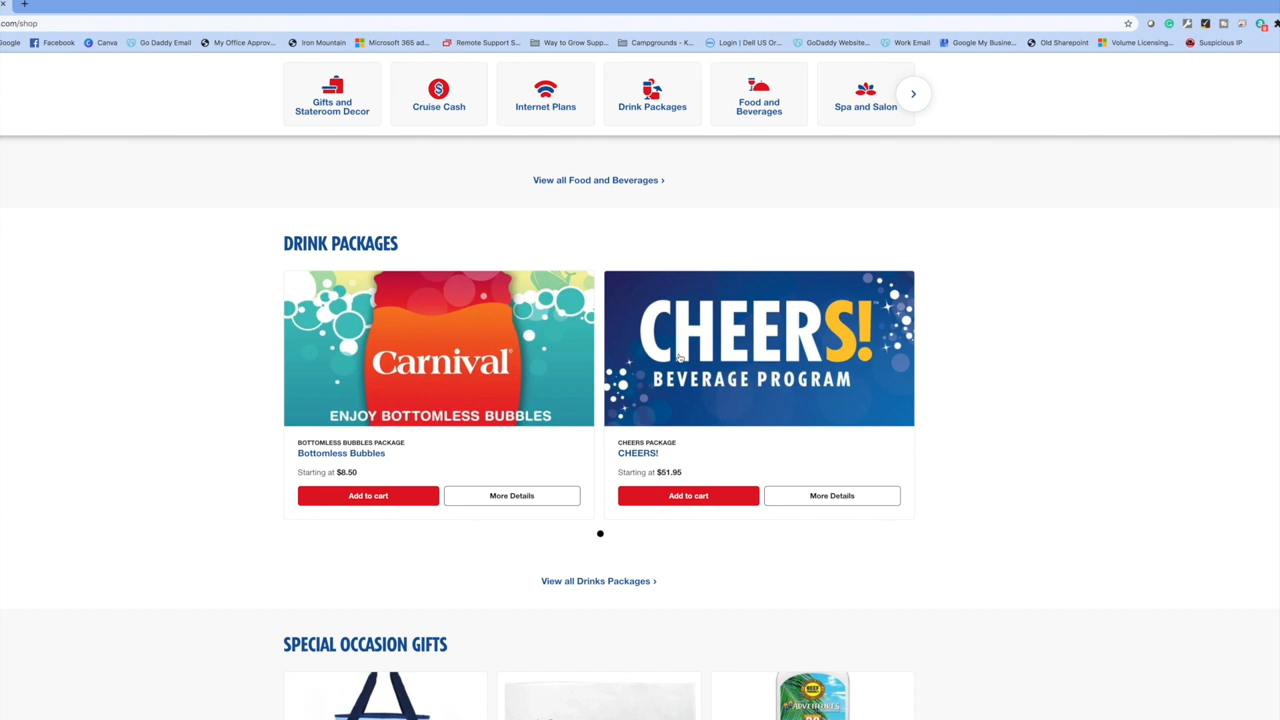 .com/shop
Google
Facebook
Canva
Go Daddy Email
My Office Approv...
Iron Mountain
Microsoft 365 ad...
Remote Support S...
Way to Grow Supp...
Campgrounds - K...
Login | Dell US Or...
GoDaddy Website...
Work Email
Google My Busine...
Old Sharepoint
Volume Licensing...
Suspicious IP
Gifts and
Stateroom Decor
Cruise Cash
Internet Plans
Drink Packages
Food and
Beverages
Spa and Salon
View all Food and Beverages ›
DRINK PACKAGES
Carnival®
ENJOY BOTTOMLESS BUBBLES
BOTTOMLESS BUBBLES PACKAGE
Bottomless Bubbles
Starting at $8.50
Add to cart
More Details
CHEERS!™
BEVERAGE PROGRAM
CHEERS PACKAGE
CHEERS!
Starting at $51.95
Add to cart
More Details
View all Drinks Packages ›
SPECIAL OCCASION GIFTS